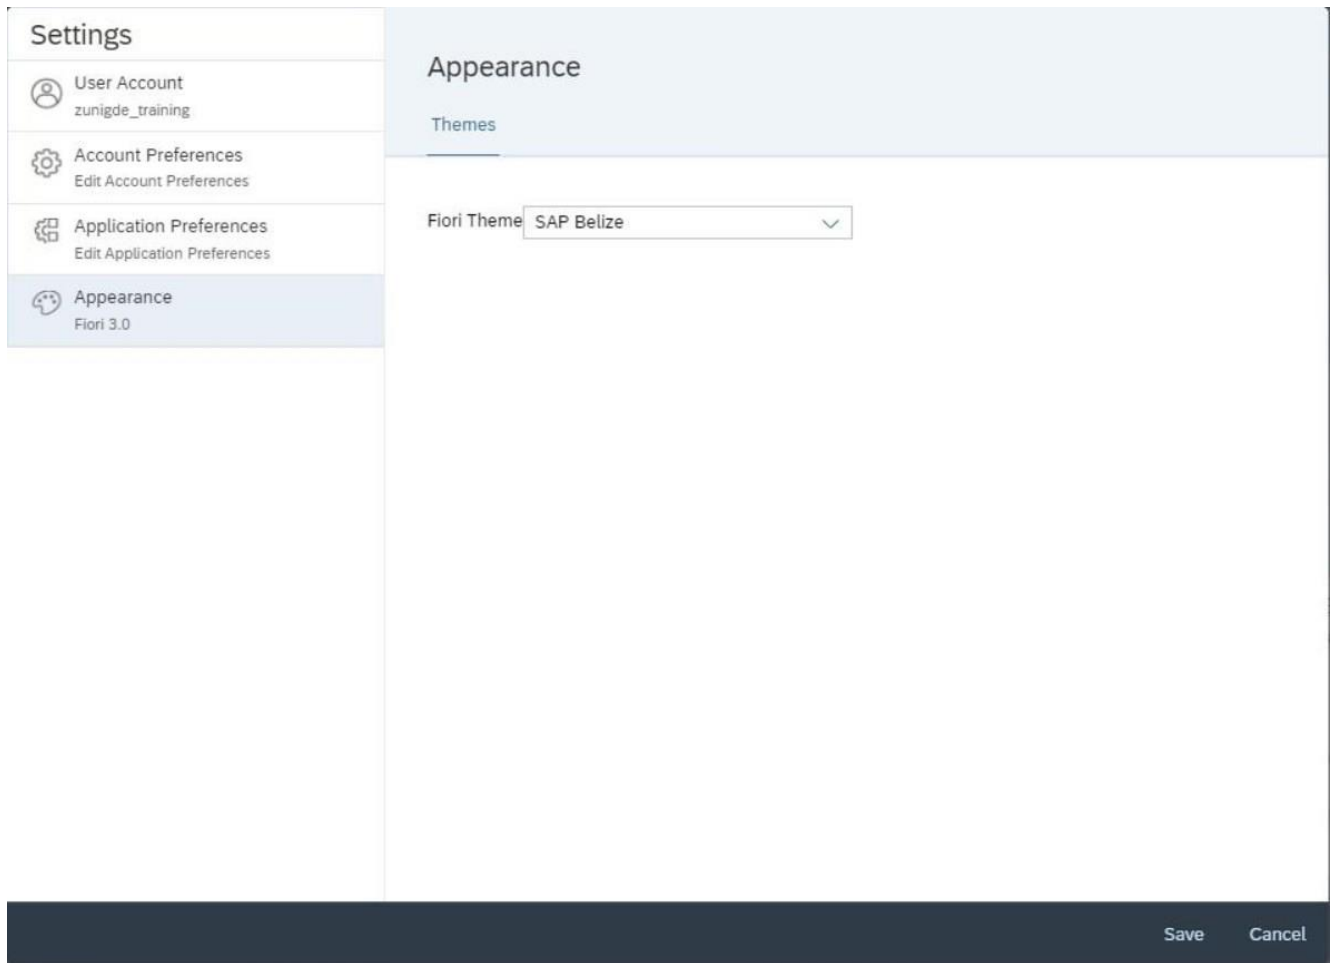 Settings
User Account
zunigde_training
Account Preferences
Edit Account Preferences
Application Preferences
Edit Application Preferences
Appearance
Fiori 3.0
Appearance
Themes
Fiori Theme SAP Belize
Save Cancel